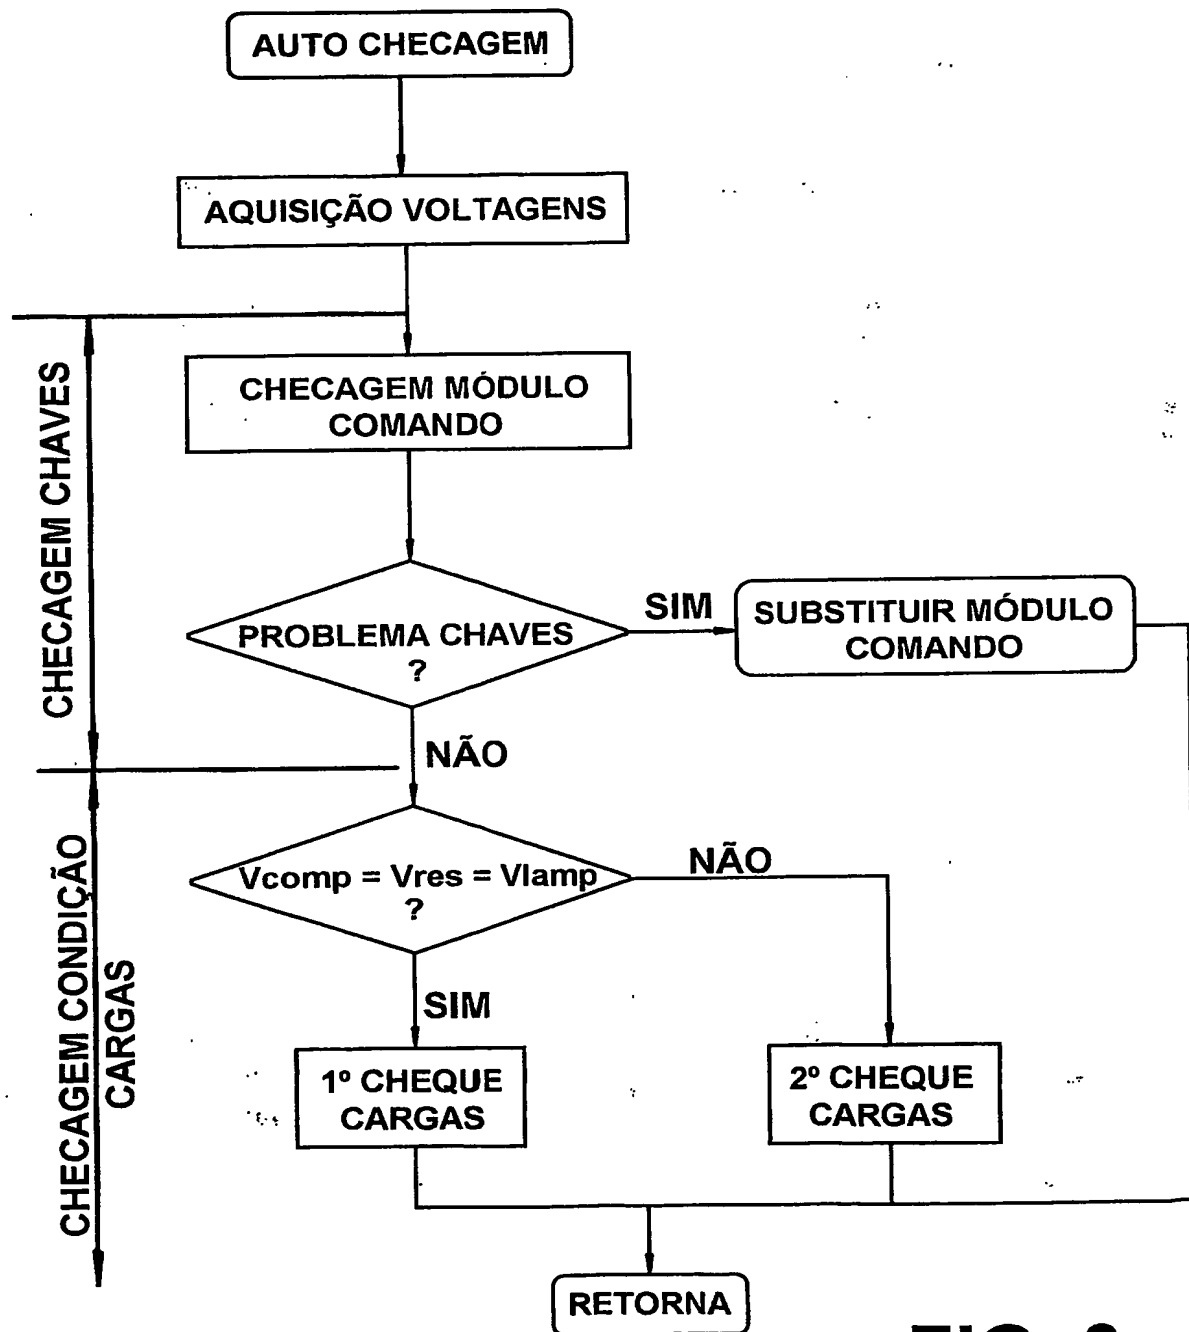 AUTO CHECAGEM
AQUISIÇÃO VOLTAGENS
CHECAGEM CHAVES
CHECAGEM MÓDULO
COMANDO
PROBLEMA CHAVES
?
SIM
SUBSTITUIR MÓDULO
COMANDO
NÃO
CHECAGEM CONDIÇÃO
CARGAS
Vcomp = Vres = Vlamp
?
NÃO
SIM
1º CHEQUE
CARGAS
2º CHEQUE
CARGAS
RETORNA